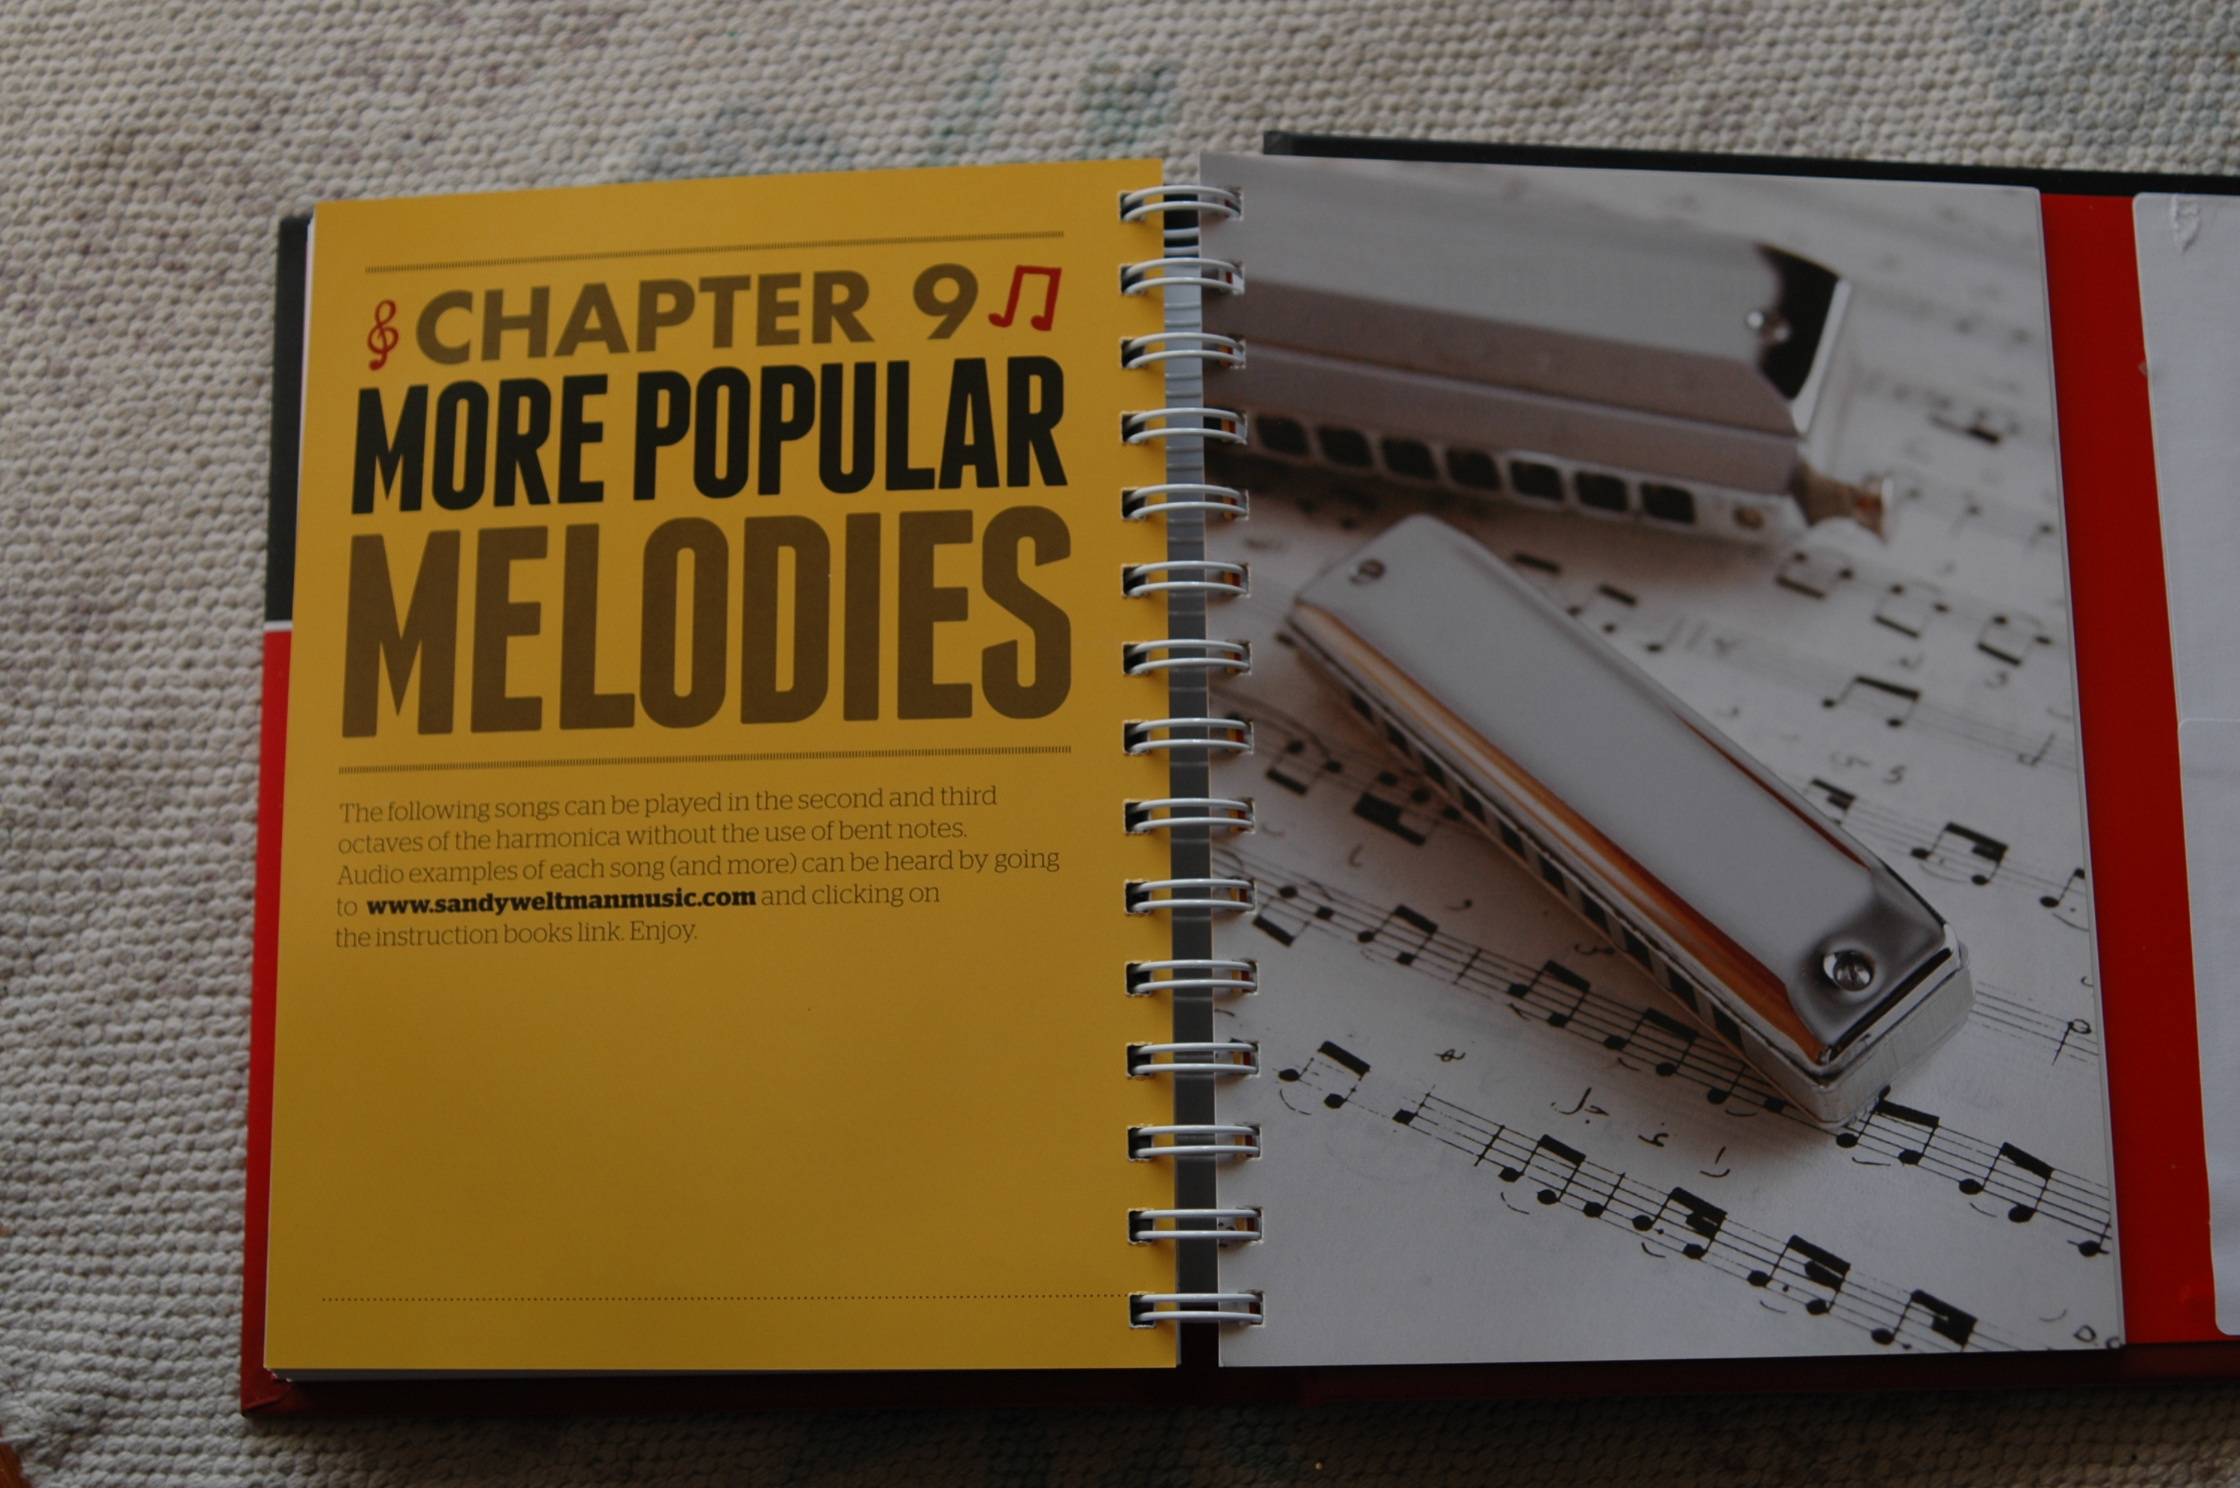 CHAPTER 9
MORE POPULAR
MELODIES
The following songs can be played in the second and third
octaves of the harmonica without the use of bent notes.
Audio examples of each song (and more) can be heard by going
to www.sandyweltmanmusic.com and clicking on
the instruction books link. Enjoy.